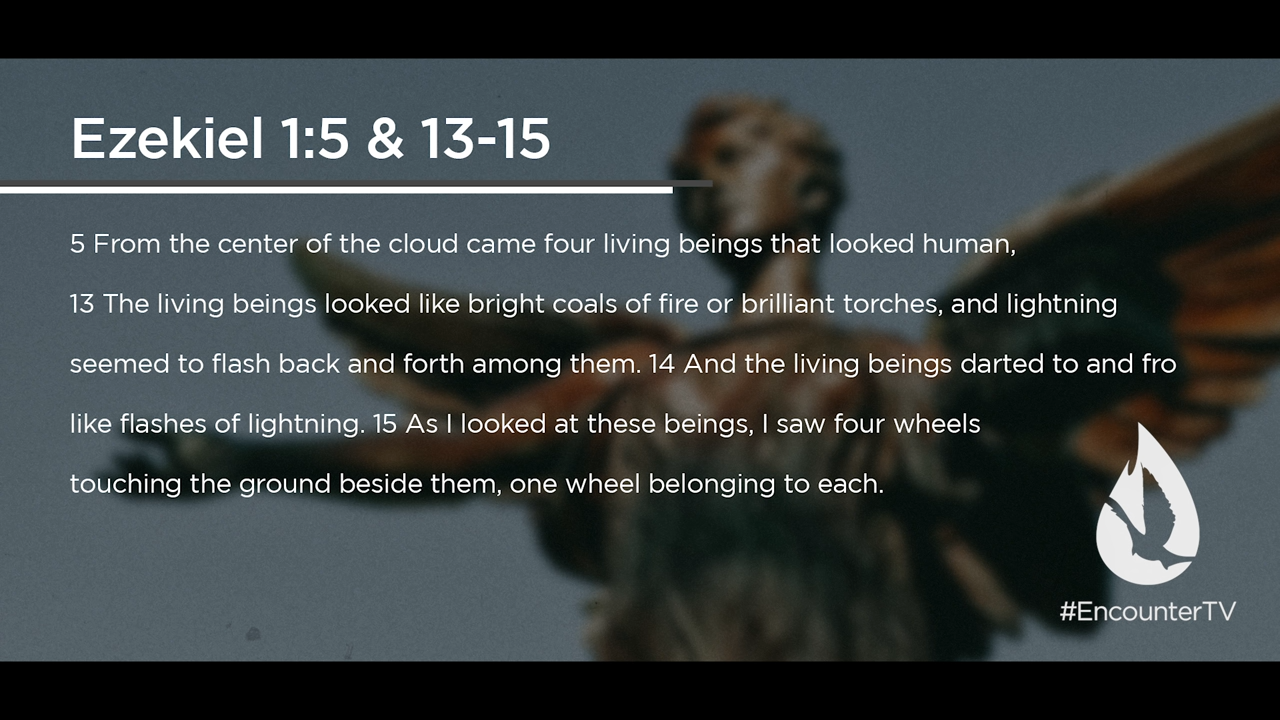 Ezekiel 1:5 & 13-15
5 From the center of the cloud came four living beings that looked human,
13 The living beings looked like bright coals of fire or brilliant torches, and lightning
seemed to flash back and forth among them. 14 And the living beings darted to and fro
like flashes of lightning. 15 As I looked at these beings, I saw four wheels
touching the ground beside them, one wheel belonging to each.
#EncounterTV